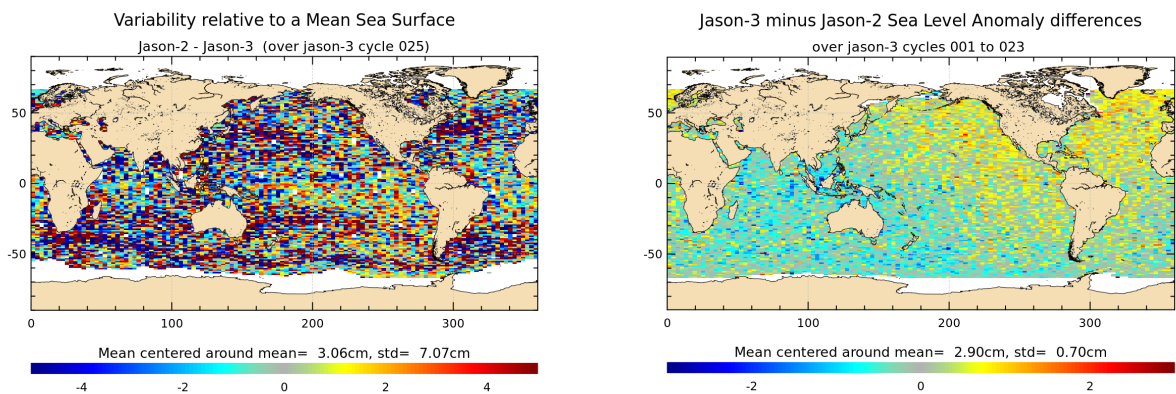 Variability relative to a Mean Sea Surface
Jason-2 - Jason-3 (over jason-3 cycle 025)
50
0
-50
0 100 200 300
Mean centered around mean= 3.06cm, std= 7.07cm
-4 -2 0 2 4
Jason-3 minus Jason-2 Sea Level Anomaly differences
over jason-3 cycles 001 to 023
50
0
-50
0 100 200 300
Mean centered around mean= 2.90cm, std= 0.70cm
-2 0 2